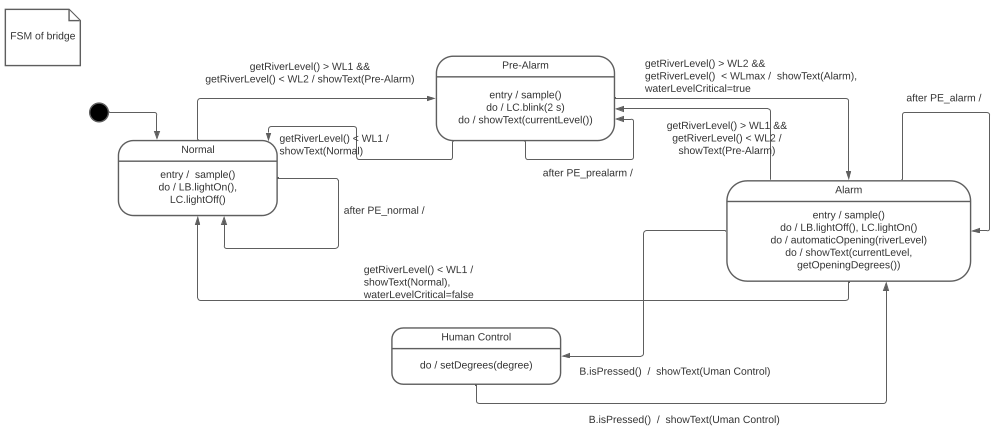 FSM of bridge
getRiverLevel() > WL1 &&
getRiverLevel() < WL2 / showText(Pre-Alarm)
Pre-Alarm
entry / sample()
do / LC.blink(2 s)
do / showText(currentLevel())
getRiverLevel() > WL2 &&
getRiverLevel()  < WLmax /  showText(Alarm),
waterLevelCritical=true
after PE_alarm /
getRiverLevel() < WL1 /
showText(Normal)
getRiverLevel() > WL1 &&
getRiverLevel() < WL2 /
showText(Pre-Alarm)
after PE_prealarm /
Normal
entry /  sample()
do / LB.lightOn(),
LC.lightOff()
after PE_normal /
Alarm
entry / sample()
do / LB.lightOff(), LC.lightOn()
do / automaticOpening(riverLevel)
do / showText(currentLevel,
getOpeningDegrees())
getRiverLevel() < WL1 /
showText(Normal),
waterLevelCritical=false
Human Control
do / setDegrees(degree)
B.isPressed()  /  showText(Uman Control)
B.isPressed()  /  showText(Uman Control)